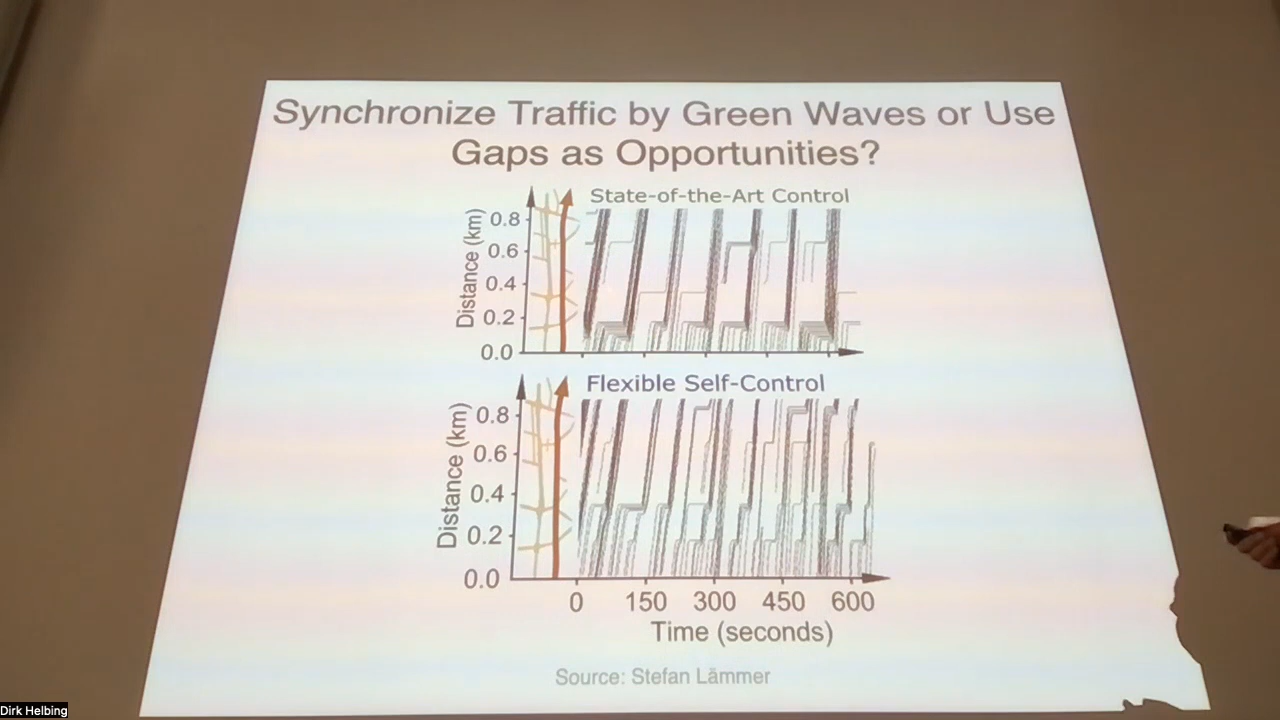 Synchronize Traffic by Green Waves or Use
Gaps as Opportunities?
State-of-the-Art Control
Distance (km)
0.8
0.6
0.4
0.2
0.0
Flexible Self-Control
Distance (km)
0.8
0.6
0.4
0.2
0.0
0 150 300 450 600
Time (seconds)
Source: Stefan Lämmer
Dirk Helbing